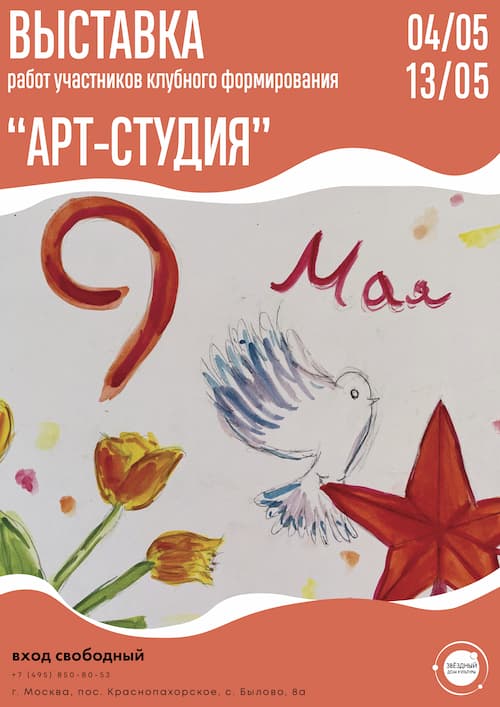 ВЫСТАВКА
04/05
работ участников клубного формирования
13/05
“АРТ-СТУДИЯ”
9 Мая
вход свободный
+7 (495) 850-80-53
г. Москва, пос. Краснопахорское, с. Былово, 8а
ЗВЁЗДНЫЙ
ДОМ КУЛЬТУРЫ